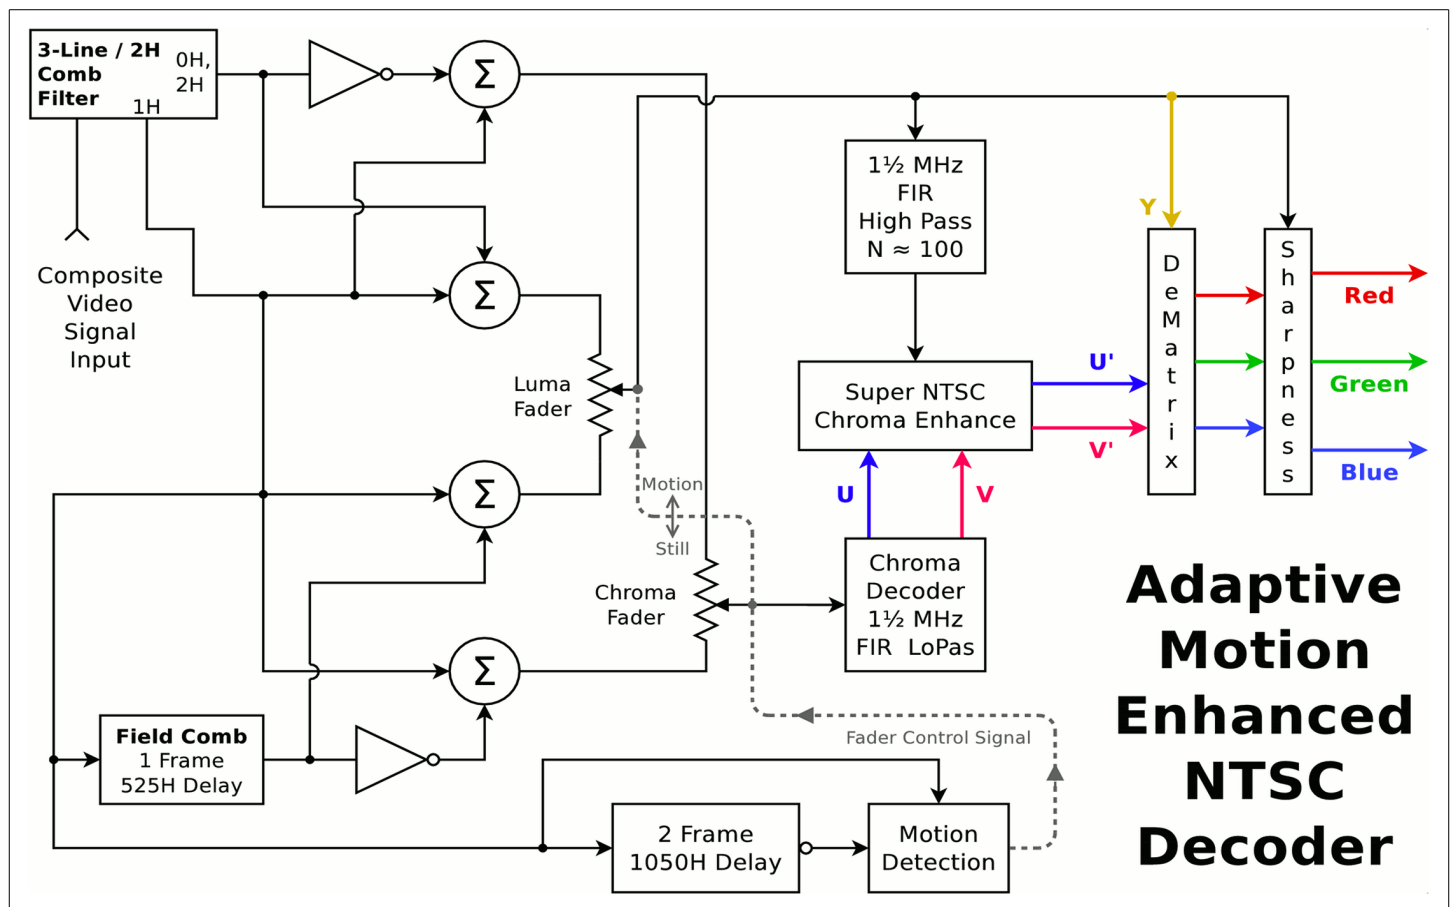 3-Line / 2H
Comb
Filter
0H,
2H
1H
Composite
Video
Signal
Input
Σ
Σ
Σ
Σ
Luma
Fader
Motion
Still
Chroma
Fader
Field Comb
1 Frame
525H Delay
2 Frame
1050H Delay
Motion
Detection
Fader Control Signal
1½ MHz
FIR
High Pass
N ≈ 100
Super NTSC
Chroma Enhance
U
V
Chroma
Decoder
1½ MHz
FIR LoPas
U'
V'
Y
DeMatrix
Sharpness
Red
Green
Blue
Adaptive
Motion
Enhanced
NTSC
Decoder